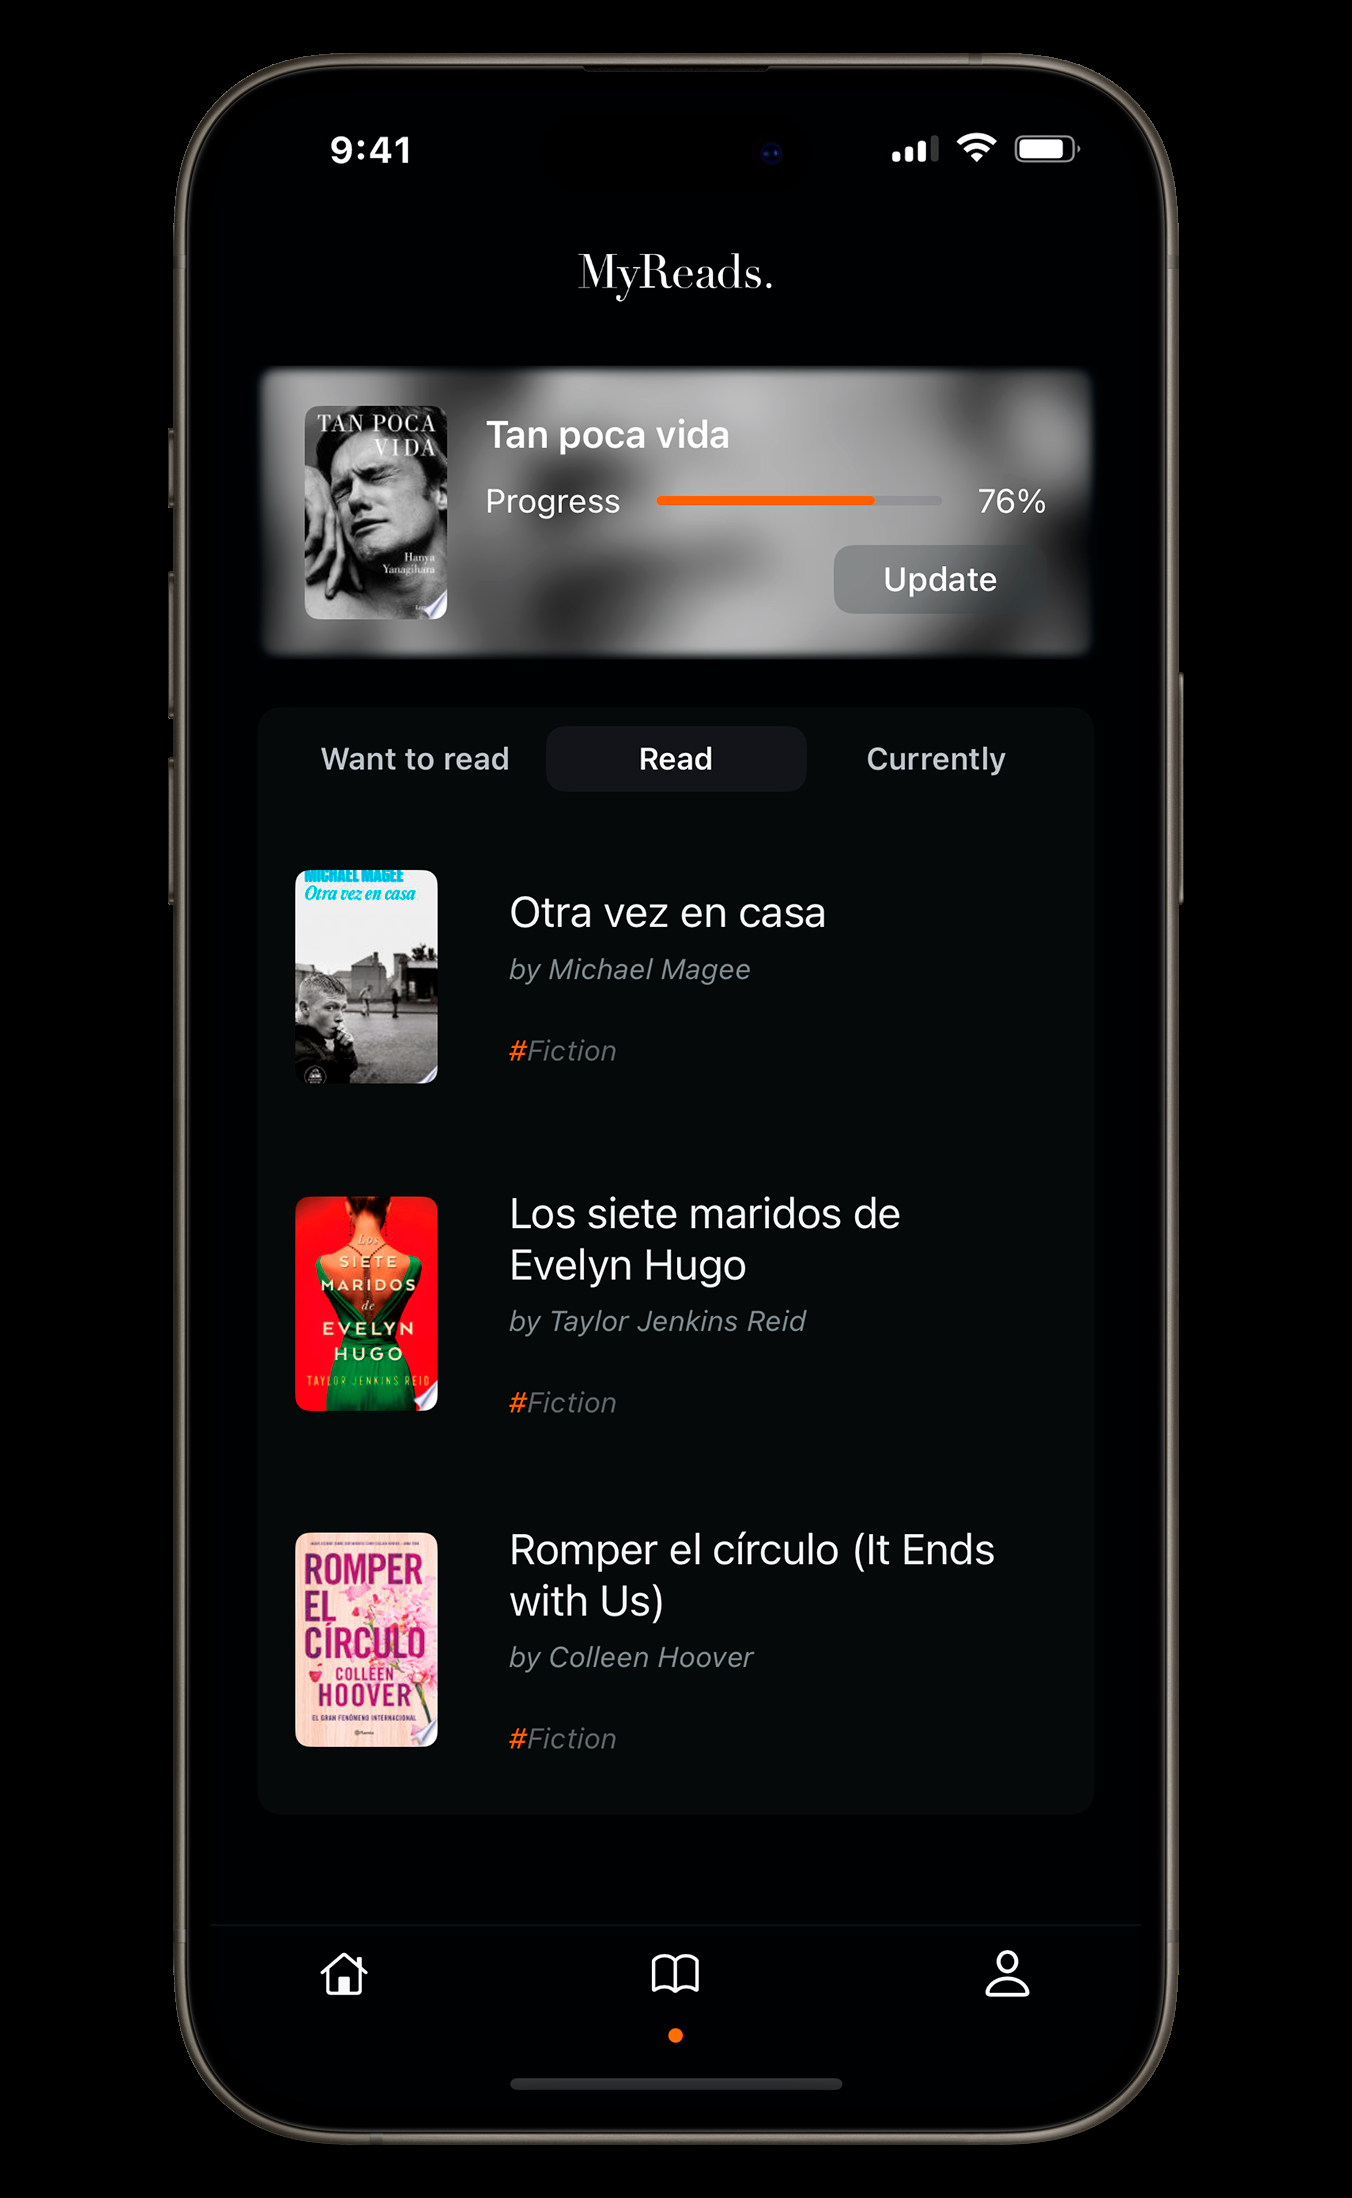 9:41
MyReads.
TAN POCA
VIDA
Hanya
Yanagihara
Tan poca vida
Progress
76%
Update
Want to read
Read
Currently
MICHAEL MAGEE
Otra vez en casa
Otra vez en casa
by Michael Magee
#Fiction
Los
SIETE
MARIDOS
de
EVELYN
HUGO
TAYLOR JENKINS REID
Los siete maridos de
Evelyn Hugo
by Taylor Jenkins Reid
#Fiction
ROMPER
EL
CÍRCULO
COLLEEN
HOOVER
EL GRAN FENÓMENO INTERNACIONAL
Planeta
Romper el círculo (It Ends
with Us)
by Colleen Hoover
#Fiction